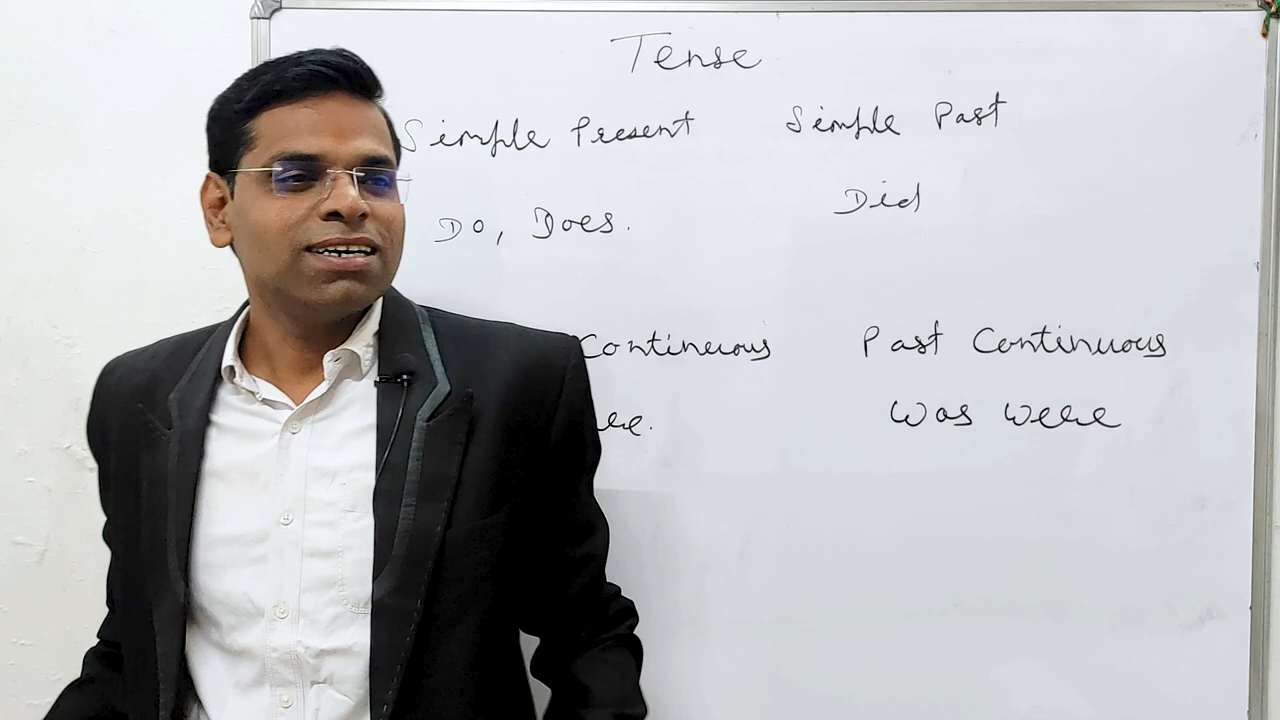 Tense
Simple Present Simple Past
Do, Does. Did
Continuous Past Continuous
Was Were